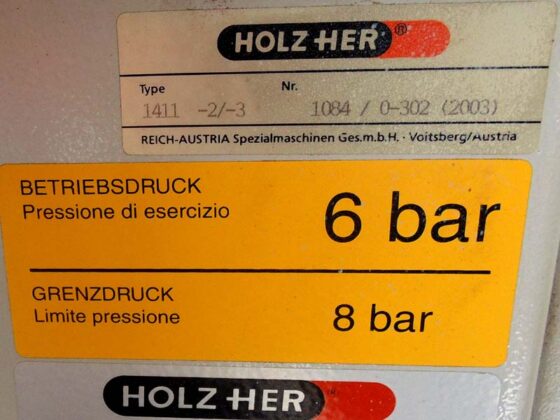 HOLZ-HER®
Type Nr.
1411 -2/-3 1084 / 0-302 (2003)
REICH-AUSTRIA Spezialmaschinen Ges.m.b.H. · Voitsberg/Austria
BETRIEBSDRUCK
Pressione di esercizio
6 bar
GRENZDRUCK
Limite pressione
8 bar
HOLZ-HER®